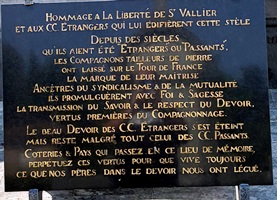 Hommage à La Liberté de St Vallier
et aux CC. Etrangers qui lui édifièrent cette stèle
Depuis des siècles
qu'ils aient été Etrangers ou Passants,
les Compagnons tailleurs de pierre
ont laissé sur le Tour de France
la marque de leur maîtrise
Ancêtres du syndicalisme & de la mutualité
ils promulguèrent avec Foi & Sagesse
la transmission du Savoir & le respect du Devoir,
vertus premières du Compagnonnage.
Le beau Devoir des CC. Etrangers s'est éteint
mais reste malgré tout celui des CC. Passants.
Coteries & Pays qui passez en ce lieu de mémoire,
perpétuez ces vertus pour que vive toujours
ce que nos pères dans le devoir nous ont légué.